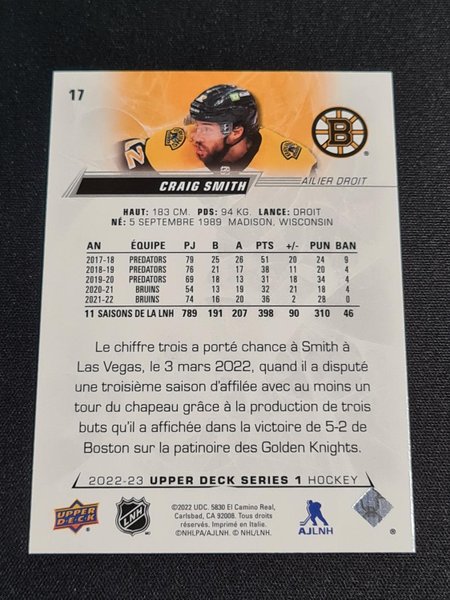 17
B
®
CRAIG SMITH
AILIER DROIT
HAUT: 183 CM. PDS: 94 KG. LANCE: DROIT
NÉ: 5 SEPTEMBRE 1989 MADISON, WISCONSIN
AN ÉQUIPE PJ B A PTS +/- PUN BAN
2017-18 PREDATORS 79 25 26 51 20 24 9
2018-19 PREDATORS 76 21 17 38 11 20 4
2019-20 PREDATORS 69 18 13 31 18 34 4
2020-21 BRUINS 54 13 19 32 21 18 4
2021-22 BRUINS 74 16 20 36 2 28 0
11 SAISONS DE LA LNH 789 191 207 398 90 310 46
Le chiffre trois a porté chance à Smith à
Las Vegas, le 3 mars 2022, quand il a disputé
une troisième saison d'affilée avec au moins un
tour du chapeau grâce à la production de trois
buts qu'il a affichée dans la victoire de 5-2 de
Boston sur la patinoire des Golden Knights.
2022-23 UPPER DECK SERIES 1 HOCKEY
UPPER DECK
LNH
©2022 UDC. 5830 El Camino Real,
Carlsbad, CA 92008. Tous droits
réservés. Imprimé en Italie.
©NHLPA/AJLNH. © NHL/LNH.
AJLNH
®